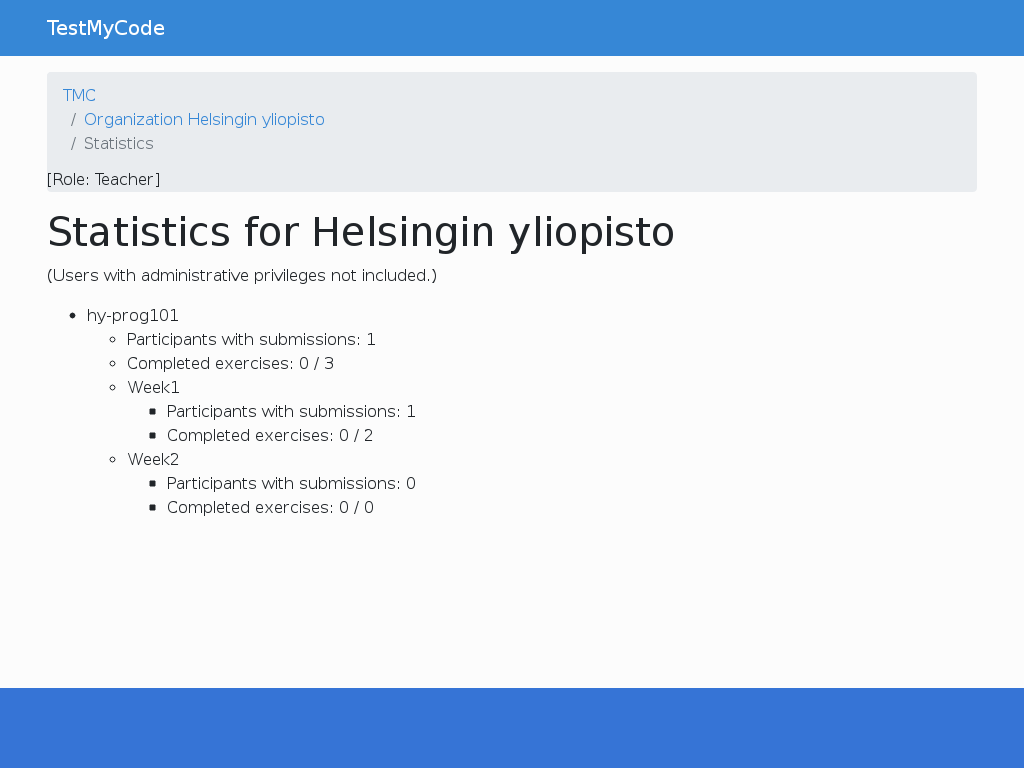 TestMyCode
TMC
/ Organization Helsingin yliopisto
/ Statistics
[Role: Teacher]
Statistics for Helsingin yliopisto
(Users with administrative privileges not included.)
hy-prog101
Participants with submissions: 1
Completed exercises: 0 / 3
Week1
Participants with submissions: 1
Completed exercises: 0 / 2
Week2
Participants with submissions: 0
Completed exercises: 0 / 0